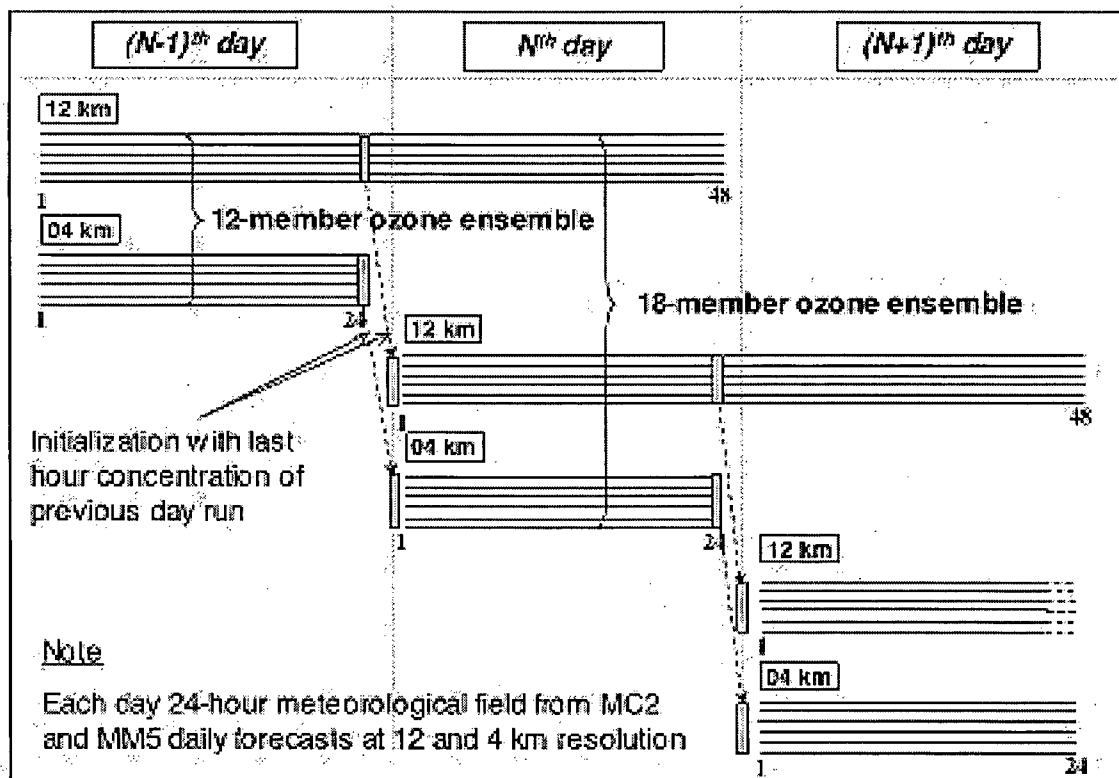 (N-1)th day
Nth day
(N+1)th day
12 km
1
48
12-member ozone ensemble
04 km
1
24
18-member ozone ensemble
12 km
1
48
Initialization with last
hour concentration of
previous day run
04 km
1
24
12 km
1
04 km
1
24
Note
Each day 24-hour meteorological field from MC2
and MM5 daily forecasts at 12 and 4 km resolution